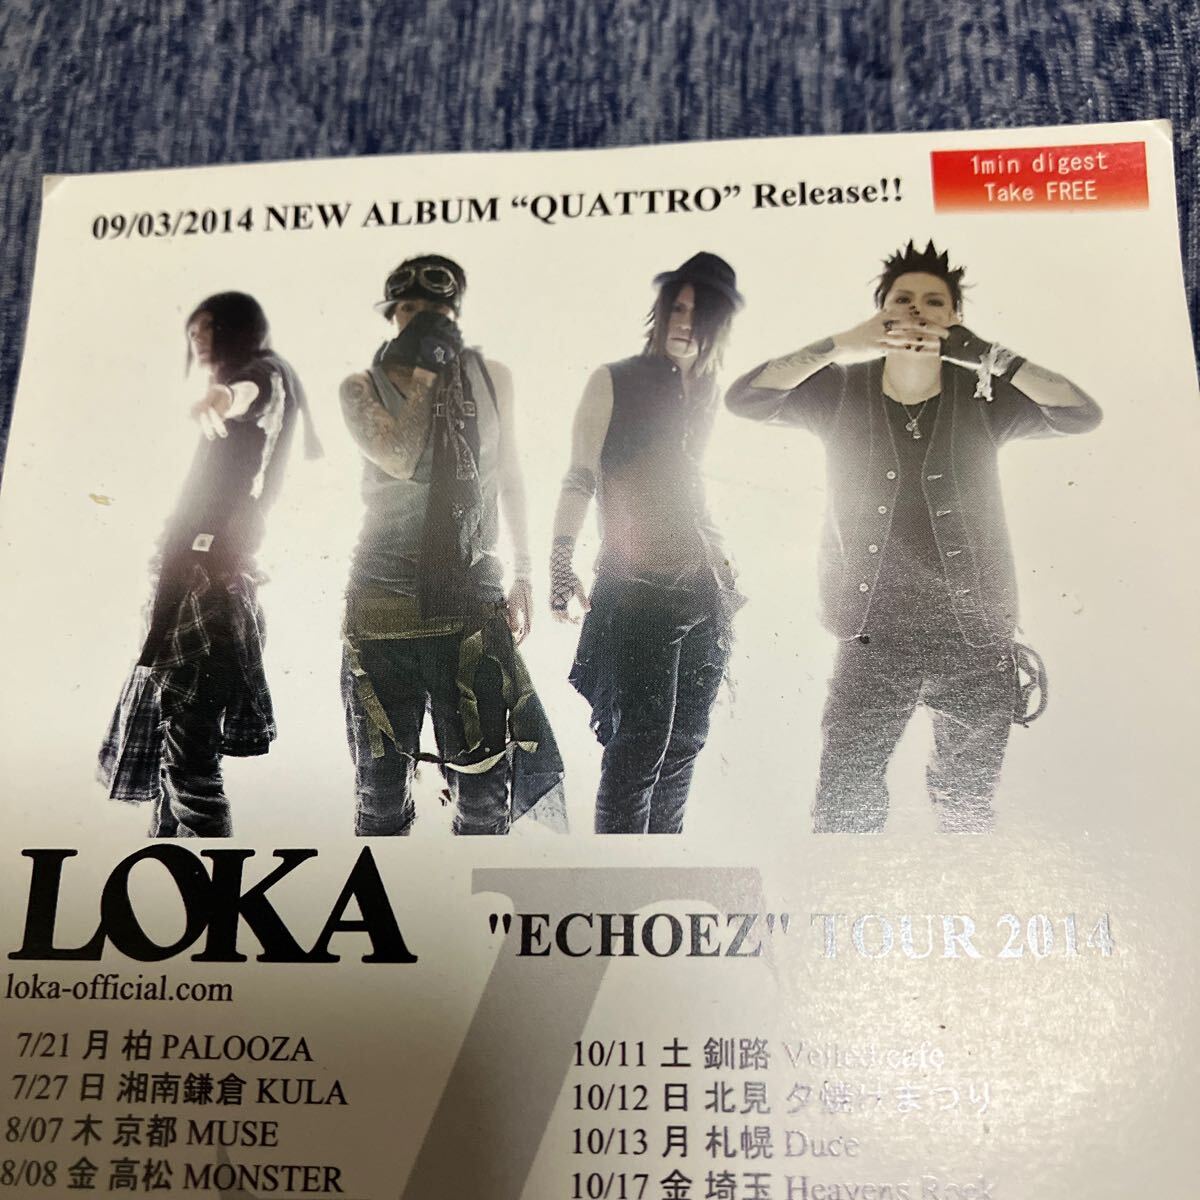 1min digest
Take FREE
09/03/2014 NEW ALBUM “QUATTRO” Release!!
LOKA
loka-official.com
"ECHOEZ" TOUR 2014
7/21 月 柏 PALOOZA
7/27 日 湘南鎌倉 KULA
8/07 木 京都 MUSE
8/08 金 高松 MONSTER
10/11 土 釧路 Veiled cafe
10/12 日 北見 夕焼けまつり
10/13 月 札幌 Duce
10/17 金 埼玉 Heavens Rock